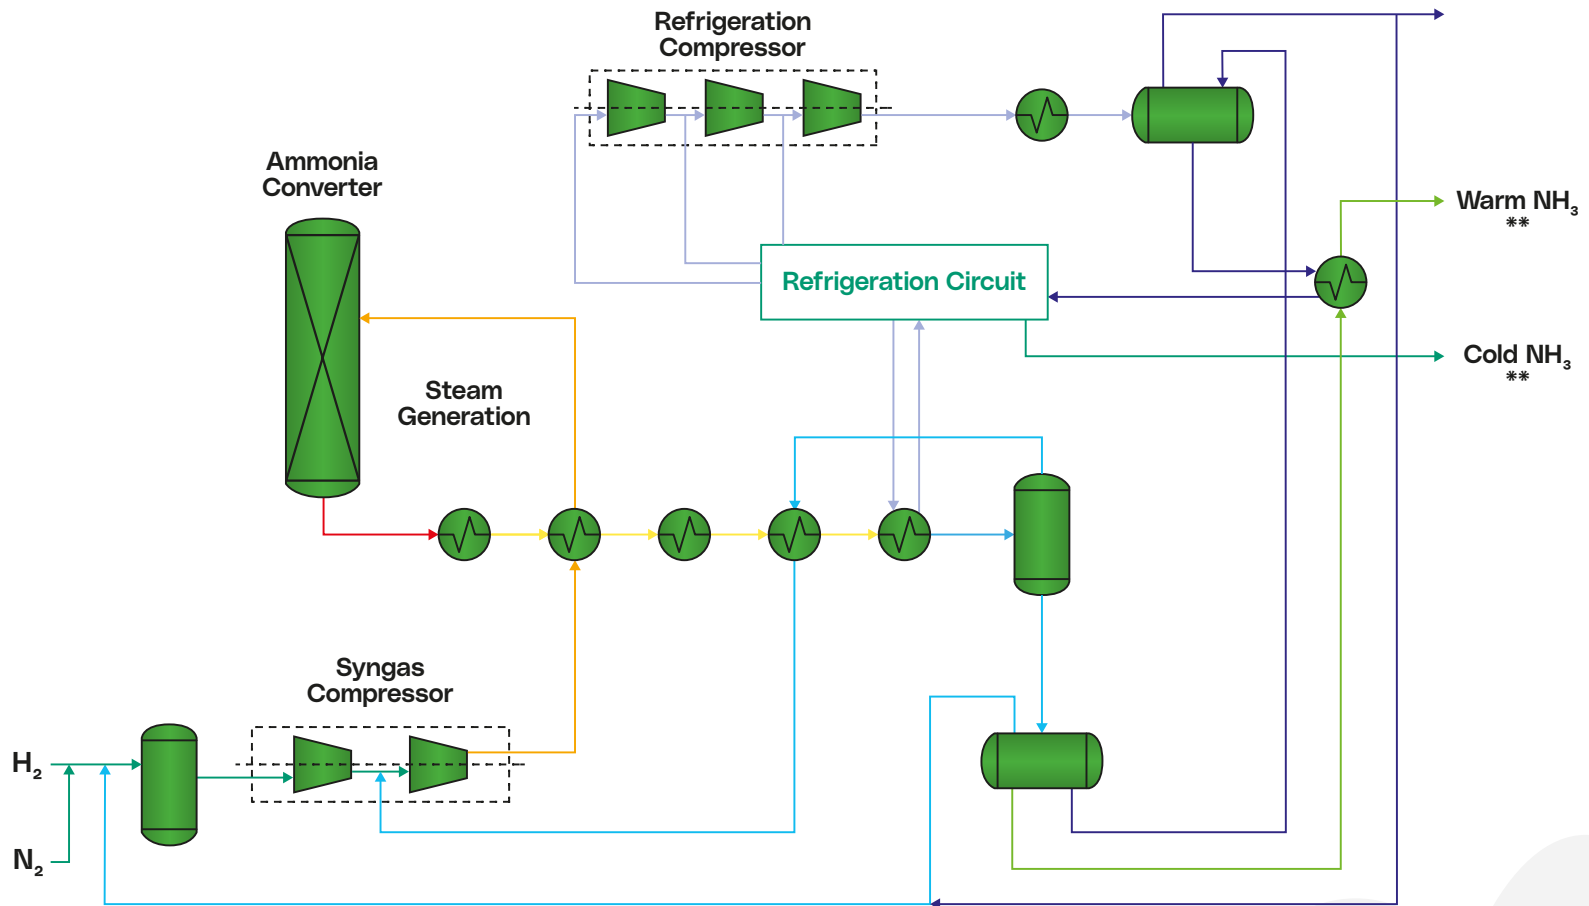 Refrigeration
Compressor
Ammonia
Converter
Warm NH₃
**
Refrigeration Circuit
Cold NH₃
**
Steam
Generation
Syngas
Compressor
H₂
N₂